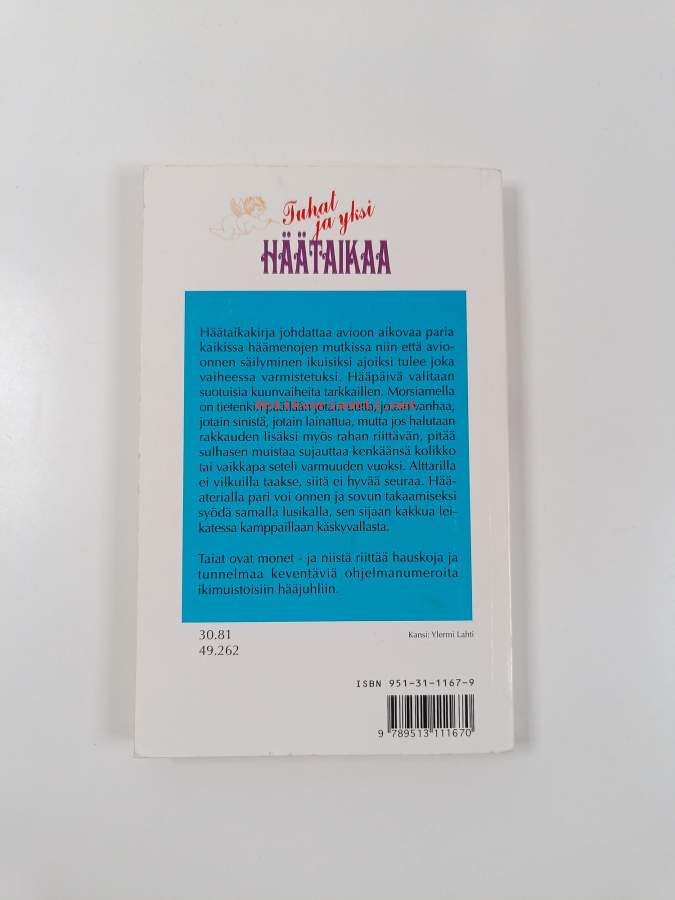 Tuhat
ja yksi
HÄÄTAIKAA
Häätaikakirja johdattaa avioon aikovaa paria
kaikissa häämenojen mutkissa niin että avio-
onnen säilyminen ikuisiksi ajoiksi tulee joka
vaiheessa varmistetuksi. Hääpäivä valitaan
suotuisia kuunvaiheita tarkkaillen. Morsiamella
on tietenkin päällään jotain uutta, jotain vanhaa,
jotain sinistä, jotain lainattua, mutta jos halutaan
rakkauden lisäksi myös rahan riittävän, pitää
sulhasen muistaa sujauttaa kenkäänsä kolikko
tai vaikkapa seteli varmuuden vuoksi. Alttarilla
ei vilkuilla taakse, siitä ei hyvää seuraa. Hää-
aterialla pari voi onnen ja sovun takaamiseksi
syödä samalla lusikalla, sen sijaan kakkua lei-
katessa kamppaillaan käskyvallasta.
Taiat ovat monet - ja niistä riittää hauskoja ja
tunnelmaa keventäviä ohjelmanumeroita
ikimuistoisiin hääjuhliin.
30.81
49.262
Kansi: Ylermi Lahti
ISBN 951-31-1167-9
9 789513 111670